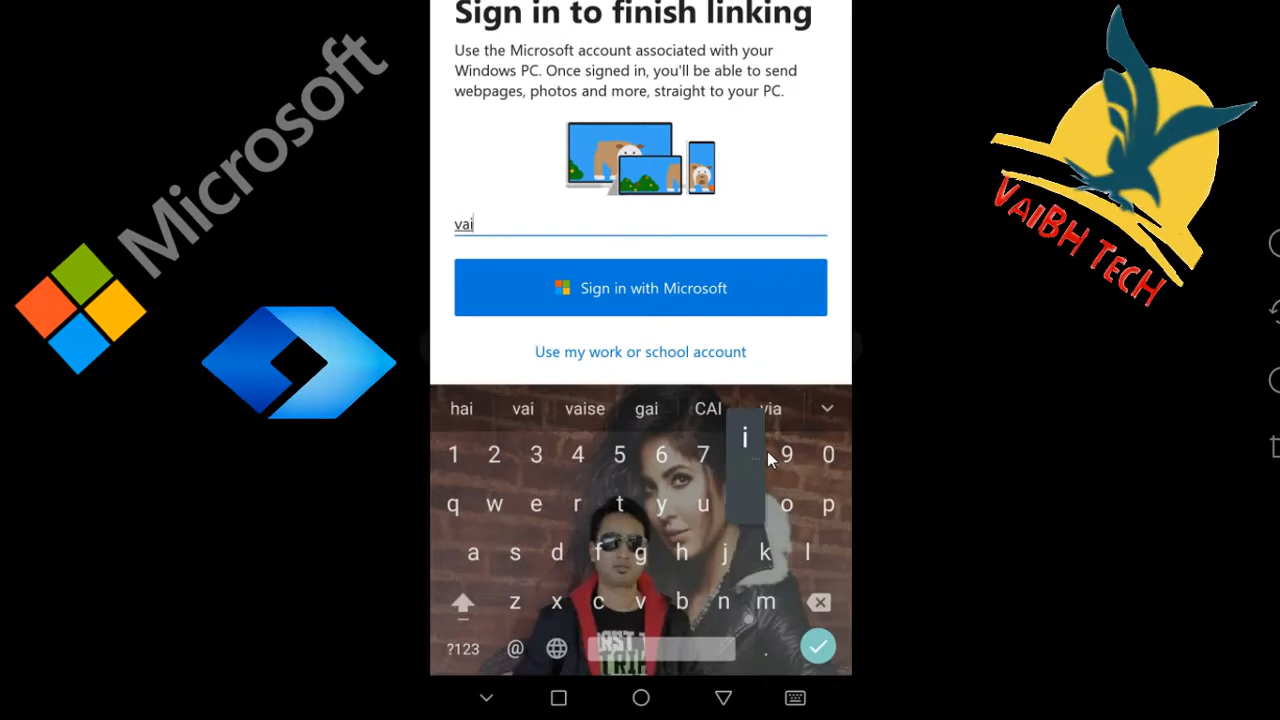 Sign in to finish linking
Use the Microsoft account associated with your
Windows PC. Once signed in, you'll be able to send
webpages, photos and more, straight to your PC.
Microsoft
VAIBH TECH
vai
Sign in with Microsoft
Use my work or school account
hai vai vaise gai CAI via
i
1 2 3 4 5 6 7 9 0
q w e r t y u o p
a s d f g h j k l
z x c v b n m
?123 @ .